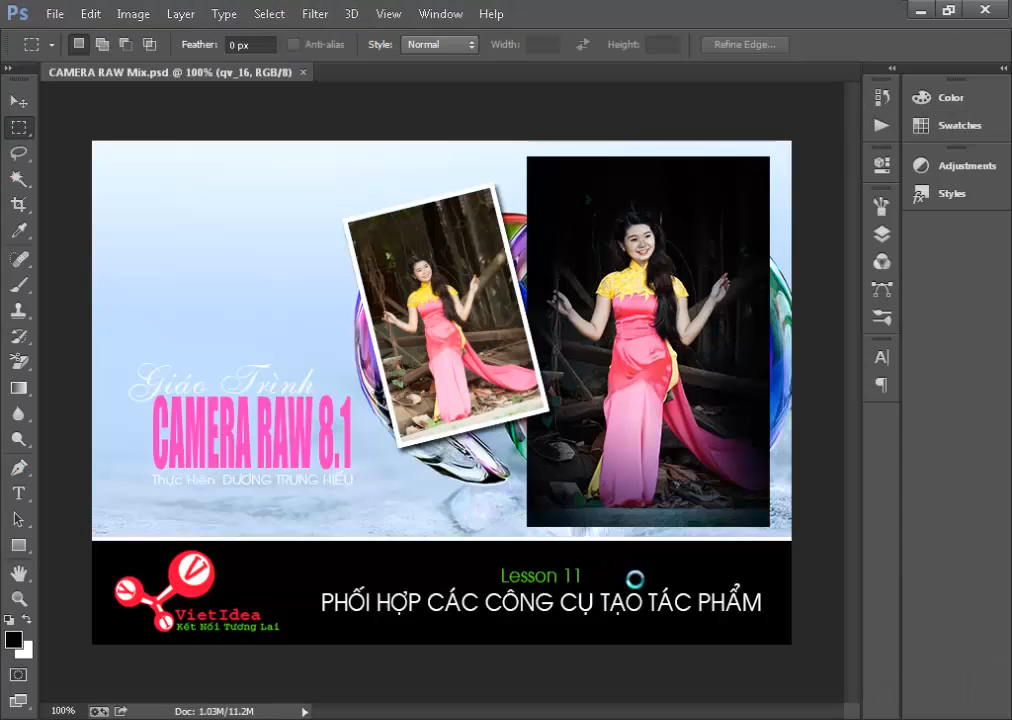 Ps File Edit Image Layer Type Select Filter 3D View Window Help
Feather: 0 px Anti-alias Style: Normal Width: Height: Refine Edge...
CAMERA RAW Mix.psd @ 100% (qv_16, RGB/8) ×
Color
Swatches
Adjustments
Styles
Giáo Trình
CAMERA RAW 8.1
Thực Hiện DƯƠNG TRUNG HIẾU
Lesson 11
PHỐI HỢP CÁC CÔNG CỤ TẠO TÁC PHẨM
VietIdea
Kết Nối Tương Lai
100% Doc: 1.03M/11.2M